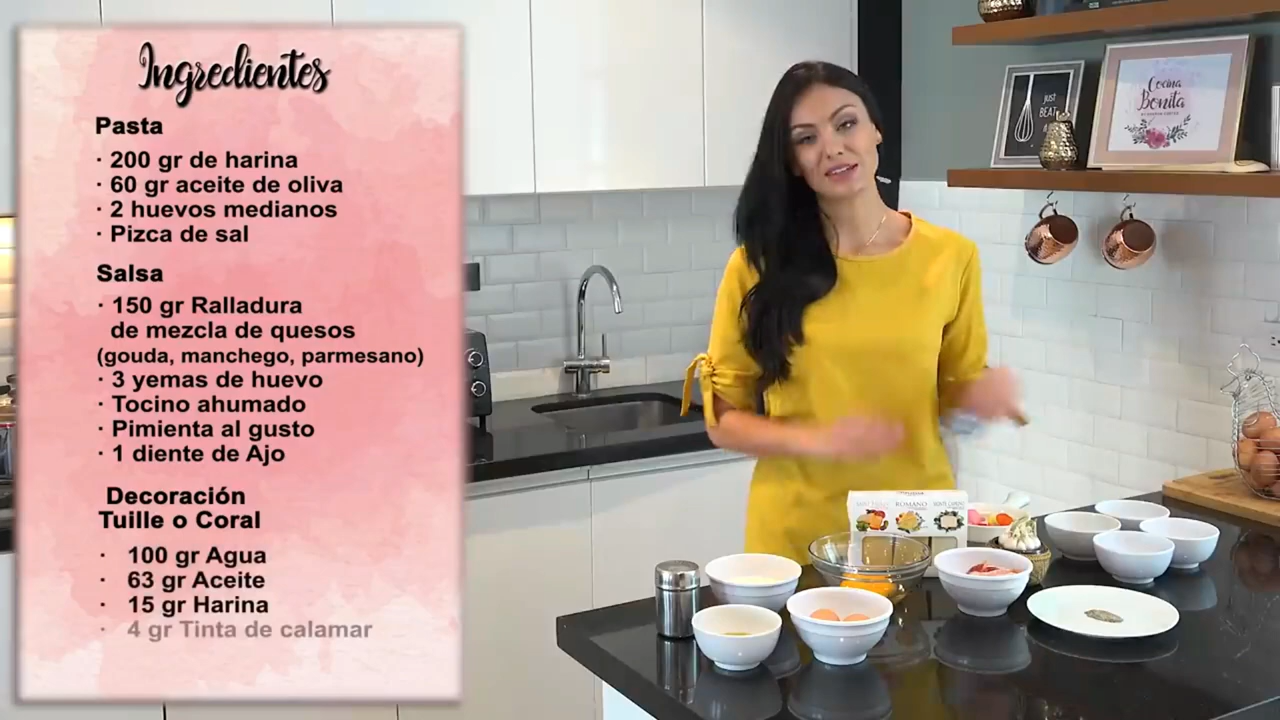 Ingredientes
Pasta
· 200 gr de harina
· 60 gr aceite de oliva
· 2 huevos medianos
· Pizca de sal
Salsa
· 150 gr Ralladura
de mezcla de quesos
(gouda, manchego, parmesano)
· 3 yemas de huevo
· Tocino ahumado
· Pimienta al gusto
· 1 diente de Ajo
Decoración
Tuille o Coral
· 100 gr Agua
· 63 gr Aceite
· 15 gr Harina
· 4 gr Tinta de calamar
just
BEAT
Cocina
Bonita
ROMANO